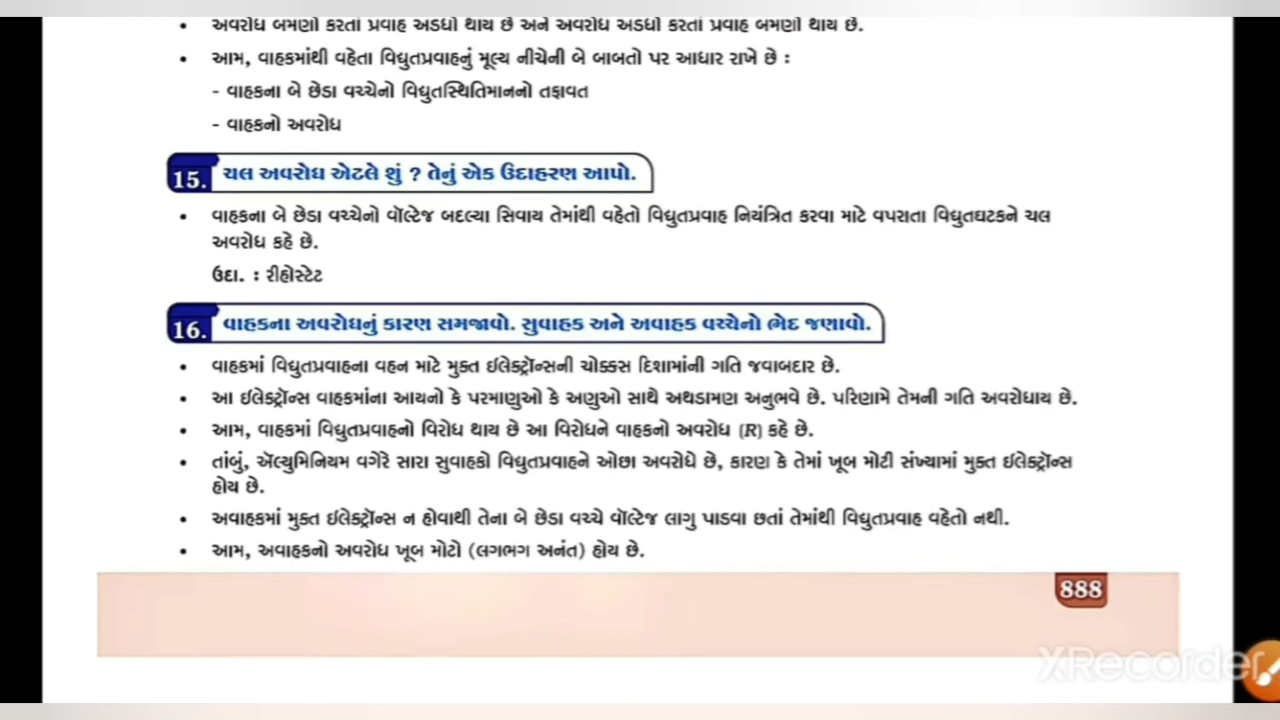 • અવરોધ બમણો કરતાં પ્રવાહ અડધો થાય છે અને અવરોધ અડધો કરતાં પ્રવાહ બમણો થાય છે.
• આમ, વાહકમાંથી વહેતા વિદ્યુતપ્રવાહનું મૂલ્ય નીચેની બે બાબતો પર આધાર રાખે છે :
- વાહકના બે છેડા વચ્ચેનો વિદ્યુતસ્થિતિમાનનો તફાવત
- વાહકનો અવરોધ
15. ચલ અવરોધ એટલે શું ? તેનું એક ઉદાહરણ આપો.
• વાહકના બે છેડા વચ્ચેનો વૉલ્ટેજ બદલ્યા સિવાય તેમાંથી વહેતો વિદ્યુતપ્રવાહ નિયંત્રિત કરવા માટે વપરાતા વિદ્યુતઘટકને ચલ
અવરોધ કહે છે.
ઉદા. : રીહોસ્ટેટ
16. વાહકના અવરોધનું કારણ સમજાવો. સુવાહક અને અવાહક વચ્ચેનો ભેદ જણાવો.
• વાહકમાં વિદ્યુતપ્રવાહના વહન માટે મુક્ત ઈલેક્ટ્રૉન્સની ચોક્કસ દિશામાંની ગતિ જવાબદાર છે.
• આ ઈલેક્ટ્રૉન્સ વાહકમાંના આયનો કે પરમાણુઓ કે અણુઓ સાથે અથડામણ અનુભવે છે. પરિણામે તેમની ગતિ અવરોધાય છે.
• આમ, વાહકમાં વિદ્યુતપ્રવાહનો વિરોધ થાય છે આ વિરોધને વાહકનો અવરોધ (R) કહે છે.
• તાંબું, ઍલ્યુમિનિયમ વગેરે સારા સુવાહકો વિદ્યુતપ્રવાહને ઓછા અવરોધે છે, કારણ કે તેમાં ખૂબ મોટી સંખ્યામાં મુક્ત ઈલેક્ટ્રૉન્સ
હોય છે.
• અવાહકમાં મુક્ત ઈલેક્ટ્રૉન્સ ન હોવાથી તેના બે છેડા વચ્ચે વૉલ્ટેજ લાગુ પાડવા છતાં તેમાંથી વિદ્યુતપ્રવાહ વહેતો નથી.
• આમ, અવાહકનો અવરોધ ખૂબ મોટો (લગભગ અનંત) હોય છે.
888
XRecorder